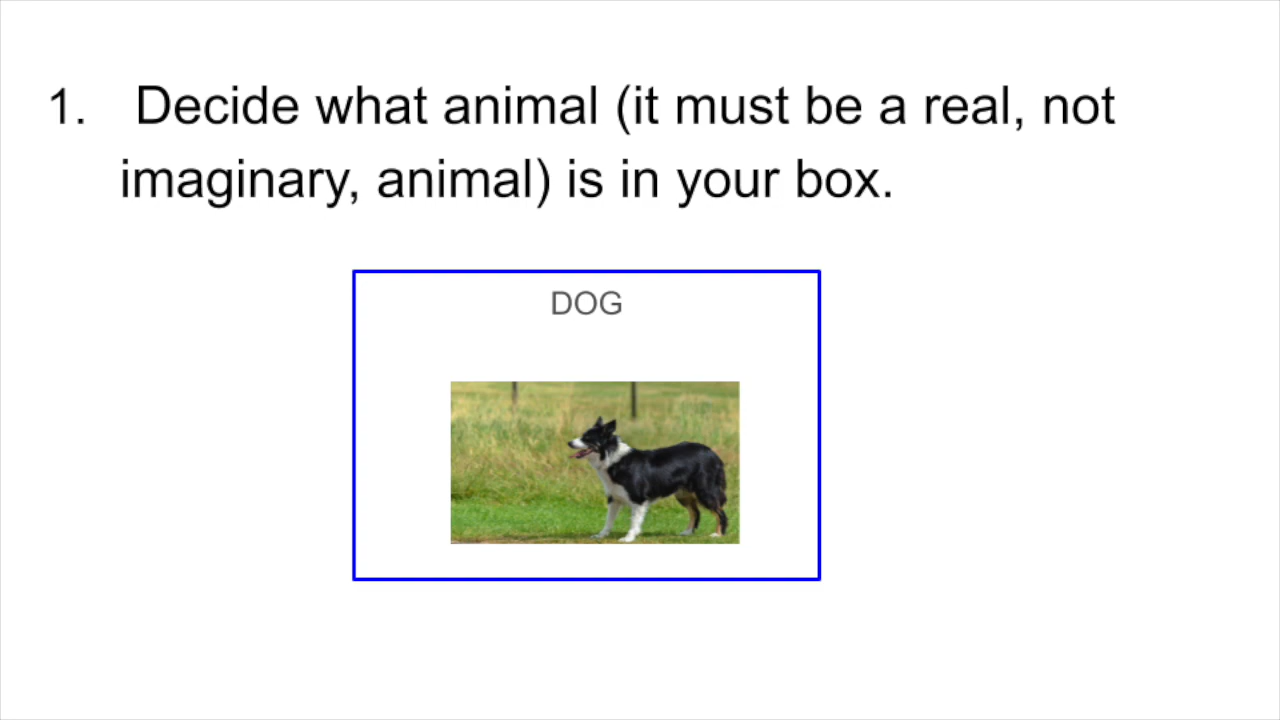 1. Decide what animal (it must be a real, not
imaginary, animal) is in your box.
DOG